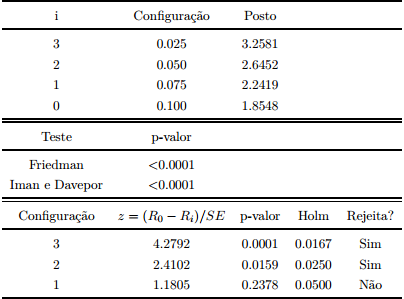 i Configuração Posto
3 0.025 3.2581
2 0.050 2.6452
1 0.075 2.2419
0 0.100 1.8548
Teste p-valor
Friedman <0.0001
Iman e Davepor <0.0001
Configuração z = (R₀ − Rᵢ)/SE p-valor Holm Rejeita?
3 4.2792 0.0001 0.0167 Sim
2 2.4102 0.0159 0.0250 Sim
1 1.1805 0.2378 0.0500 Não